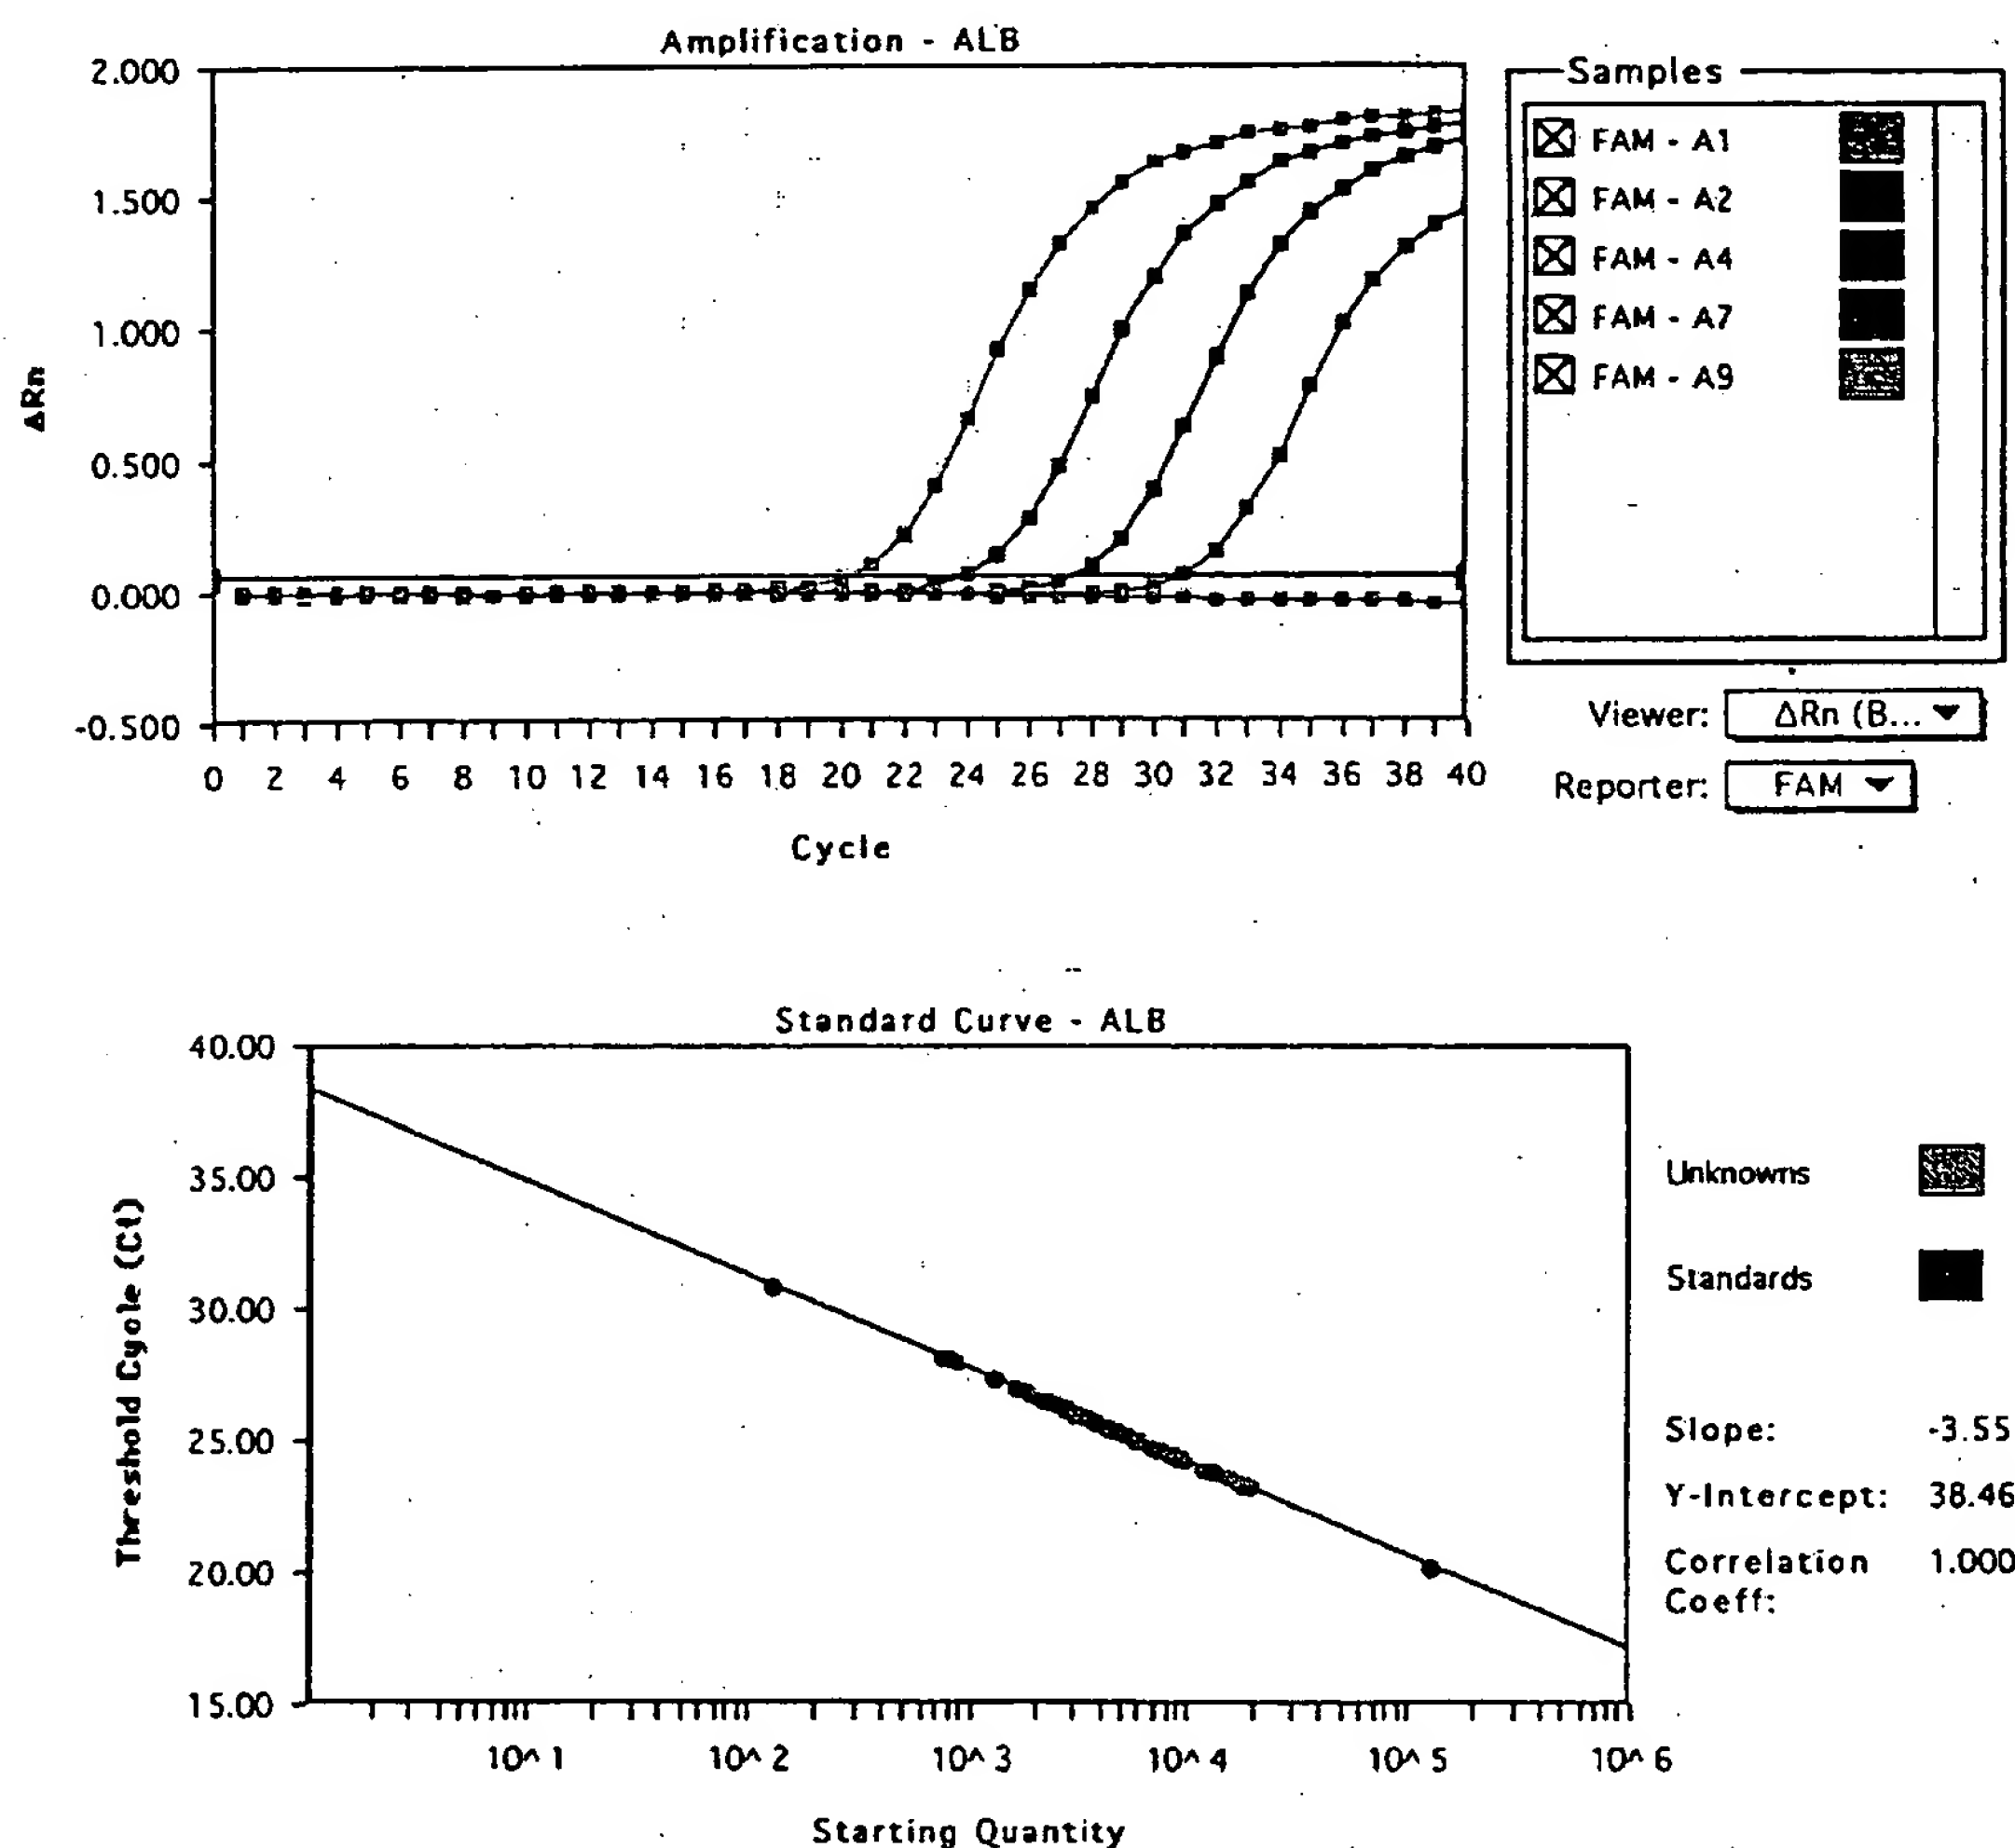 Amplification - ALB
2.000
1.500
1.000
0.500
0.000
-0.500
ΔRn
0 2 4 6 8 10 12 14 16 18 20 22 24 26 28 30 32 34 36 38 40
Cycle
Samples
FAM - A1
FAM - A2
FAM - A4
FAM - A7
FAM - A9
Viewer: ΔRn (B...
Reporter: FAM
Standard Curve - ALB
40.00
35.00
30.00
25.00
20.00
15.00
Threshold Cycle (Ct)
10^1 10^2 10^3 10^4 10^5 10^6
Starting Quantity
Unknowns
Standards
Slope: -3.55
Y-Intercept: 38.46
Correlation 1.000
Coeff: